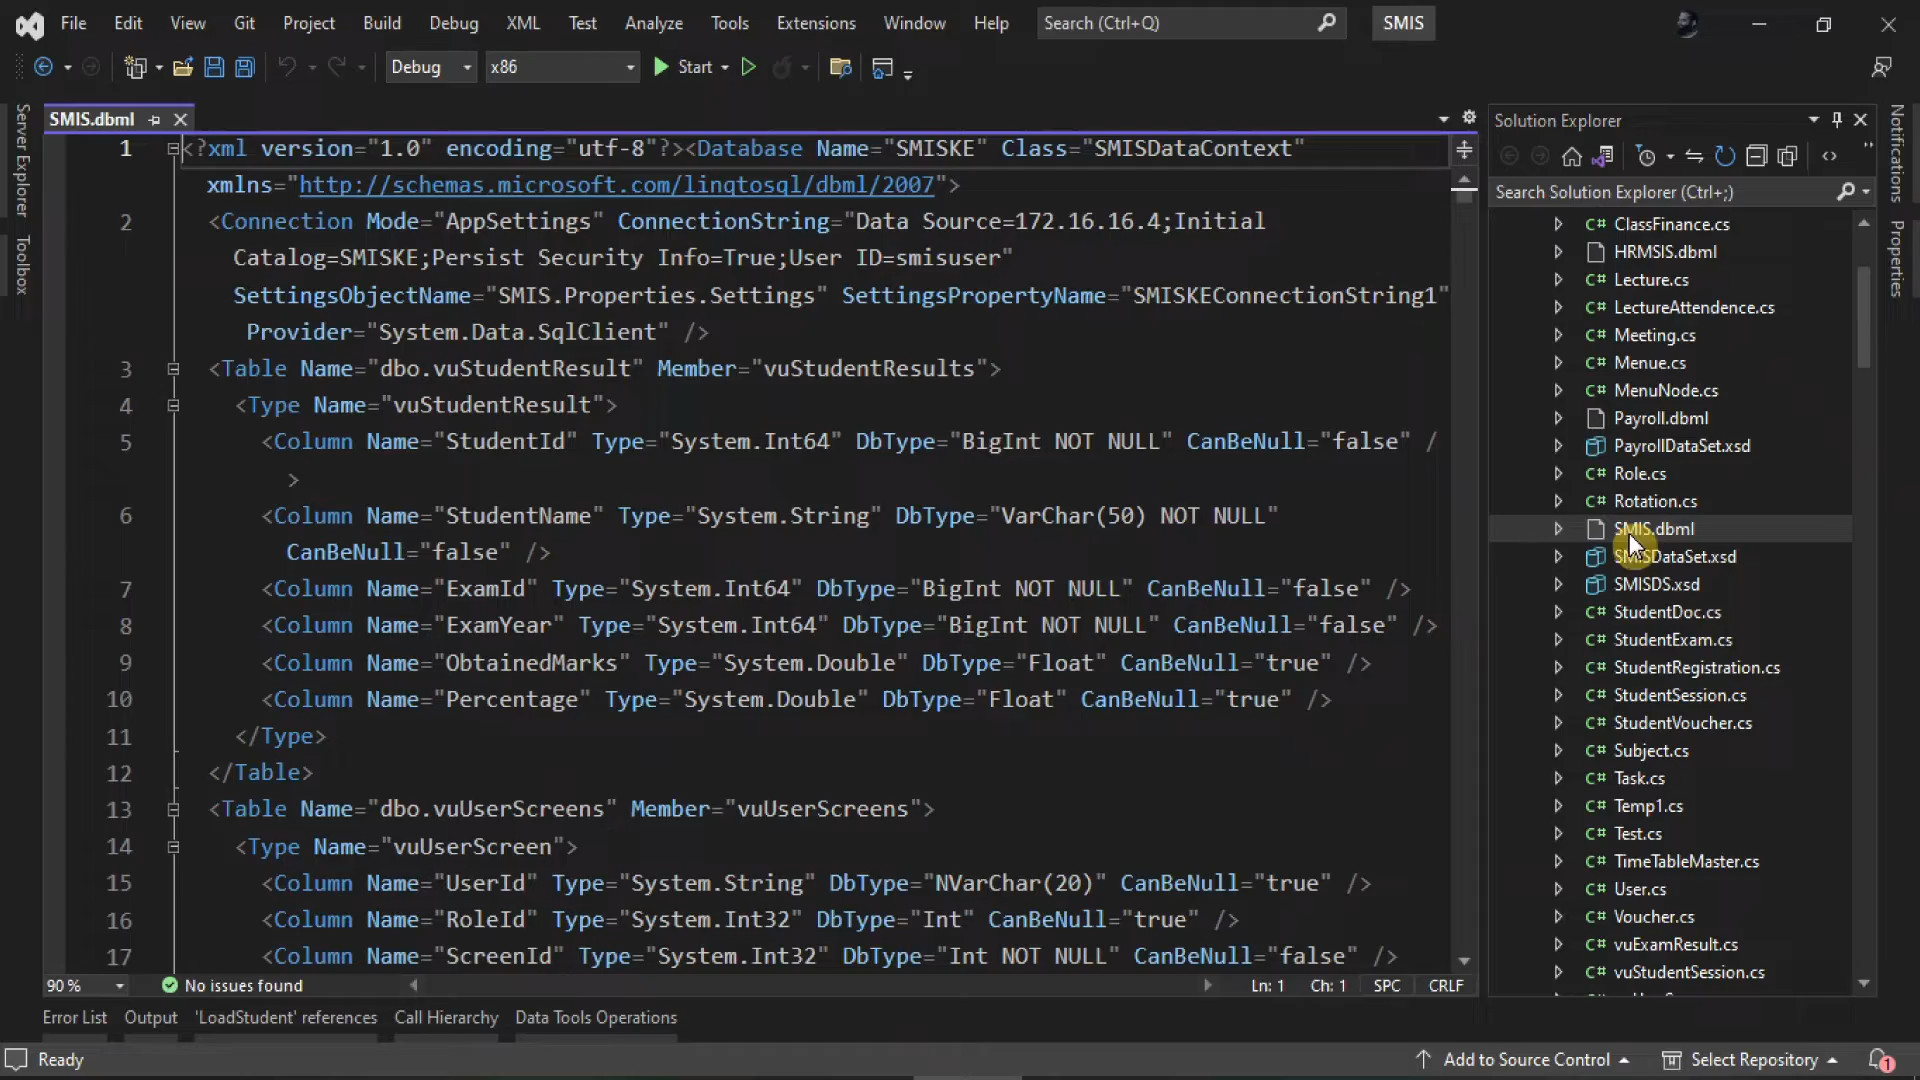 File Edit View Git Project Build Debug XML Test Analyze Tools Extensions Window Help Search (Ctrl+Q) SMIS
Debug x86 Start
Server Explorer
Toolbox
SMIS.dbml
1 <?xml version="1.0" encoding="utf-8"?><Database Name="SMISKE" Class="SMISDataContext"
xmlns="http://schemas.microsoft.com/linqtosql/dbml/2007">
2 <Connection Mode="AppSettings" ConnectionString="Data Source=172.16.16.4;Initial
Catalog=SMISKE;Persist Security Info=True;User ID=smisuser"
SettingsObjectName="SMIS.Properties.Settings" SettingsPropertyName="SMISKEConnectionString1"
Provider="System.Data.SqlClient" />
3 <Table Name="dbo.vuStudentResult" Member="vuStudentResults">
4 <Type Name="vuStudentResult">
5 <Column Name="StudentId" Type="System.Int64" DbType="BigInt NOT NULL" CanBeNull="false" /
>
6 <Column Name="StudentName" Type="System.String" DbType="VarChar(50) NOT NULL"
CanBeNull="false" />
7 <Column Name="ExamId" Type="System.Int64" DbType="BigInt NOT NULL" CanBeNull="false" />
8 <Column Name="ExamYear" Type="System.Int64" DbType="BigInt NOT NULL" CanBeNull="false" />
9 <Column Name="ObtainedMarks" Type="System.Double" DbType="Float" CanBeNull="true" />
10 <Column Name="Percentage" Type="System.Double" DbType="Float" CanBeNull="true" />
11 </Type>
12 </Table>
13 <Table Name="dbo.vuUserScreens" Member="vuUserScreens">
14 <Type Name="vuUserScreen">
15 <Column Name="UserId" Type="System.String" DbType="NVarChar(20)" CanBeNull="true" />
16 <Column Name="RoleId" Type="System.Int32" DbType="Int" CanBeNull="true" />
17 <Column Name="ScreenId" Type="System.Int32" DbType="Int NOT NULL" CanBeNull="false" />
90 % No issues found Ln: 1 Ch: 1 SPC CRLF
Solution Explorer
Search Solution Explorer (Ctrl+;)
C# ClassFinance.cs
HRMSIS.dbml
C# Lecture.cs
C# LectureAttendence.cs
C# Meeting.cs
C# Menue.cs
C# MenuNode.cs
Payroll.dbml
PayrollDataSet.xsd
C# Role.cs
C# Rotation.cs
SMIS.dbml
SMISDataSet.xsd
SMISDS.xsd
C# StudentDoc.cs
C# StudentExam.cs
C# StudentRegistration.cs
C# StudentSession.cs
C# StudentVoucher.cs
C# Subject.cs
C# Task.cs
C# Temp1.cs
C# Test.cs
C# TimeTableMaster.cs
C# User.cs
C# Voucher.cs
C# vuExamResult.cs
C# vuStudentSession.cs
Notifications
Properties
Error List Output 'LoadStudent' references Call Hierarchy Data Tools Operations
Ready Add to Source Control Select Repository 1